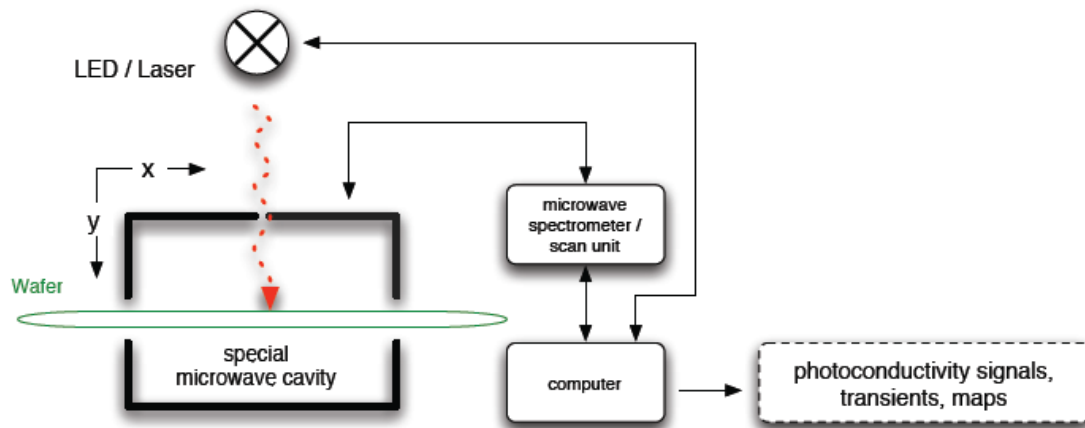 LED / Laser
x
y
microwave
spectrometer /
scan unit
Wafer
special
microwave cavity
computer
photoconductivity signals,
transients, maps